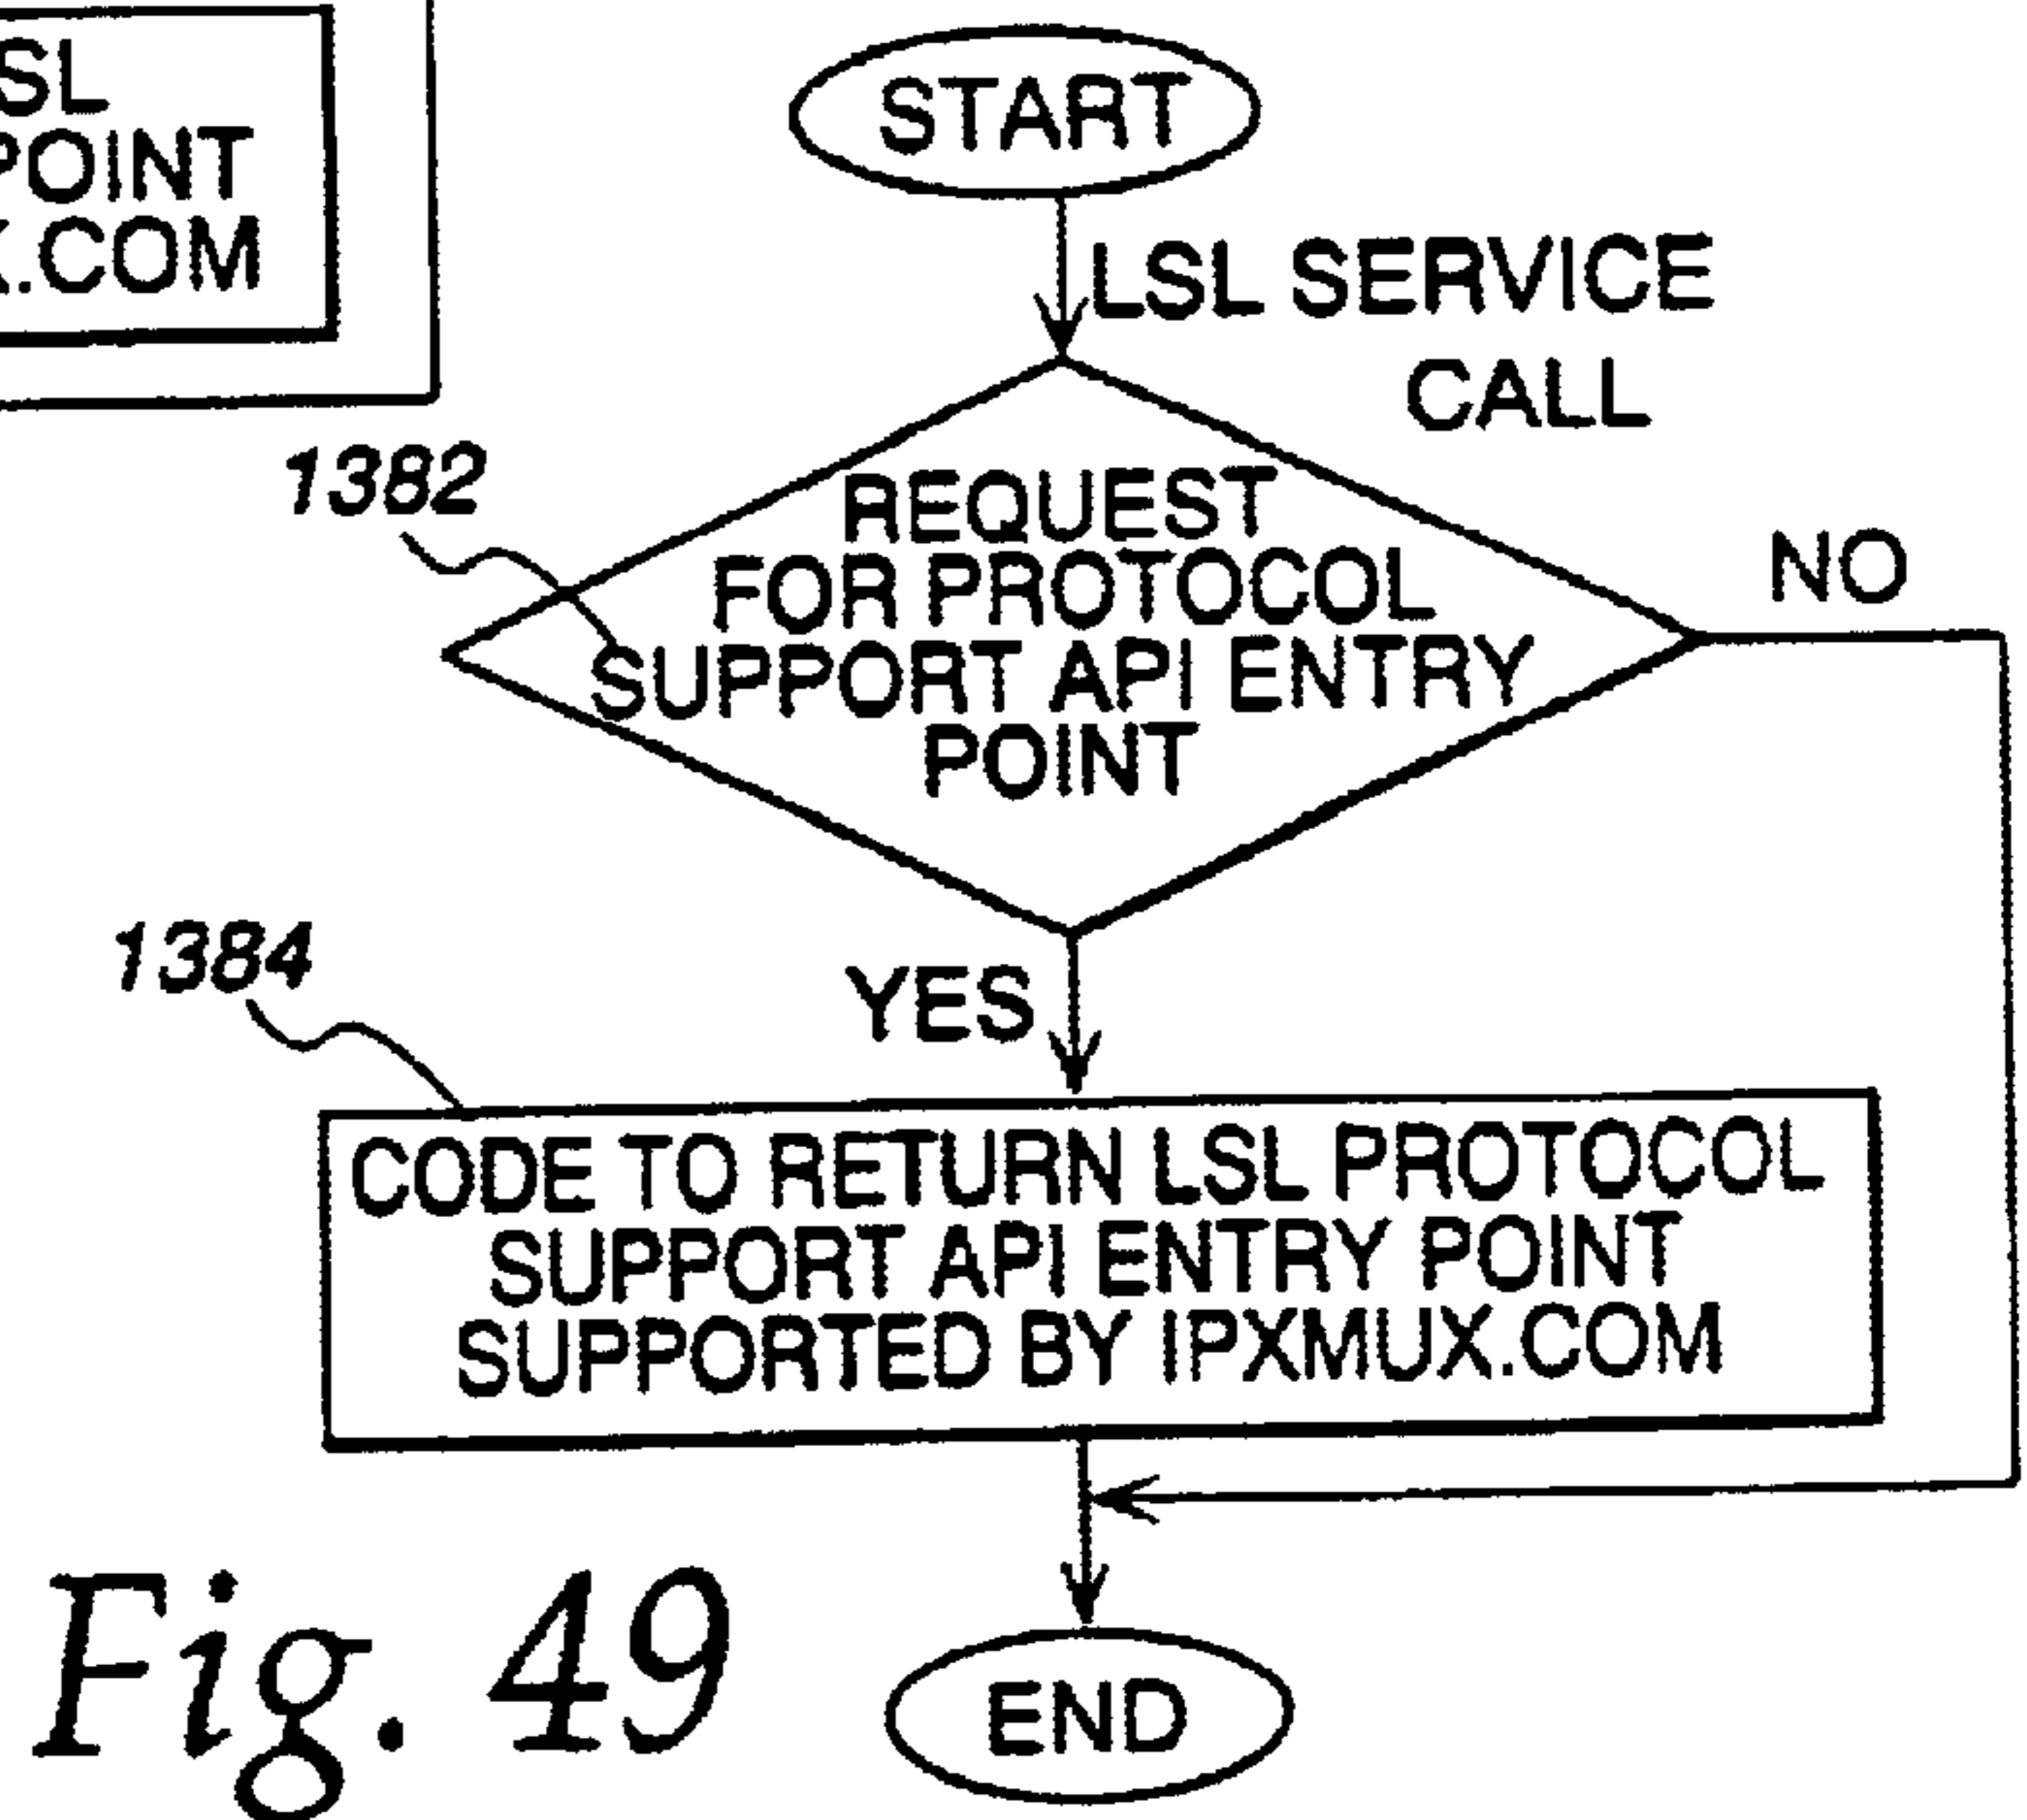 SL
POINT
.COM
START
LSL SERVICE
CALL
1382
REQUEST
FOR PROTOCOL
SUPPORT API ENTRY
POINT
NO
1384
YES
CODE TO RETURN LSL PROTOCOL
SUPPORT API ENTRY POINT
SUPPORTED BY IPXMUX.COM
Fig. 49
END